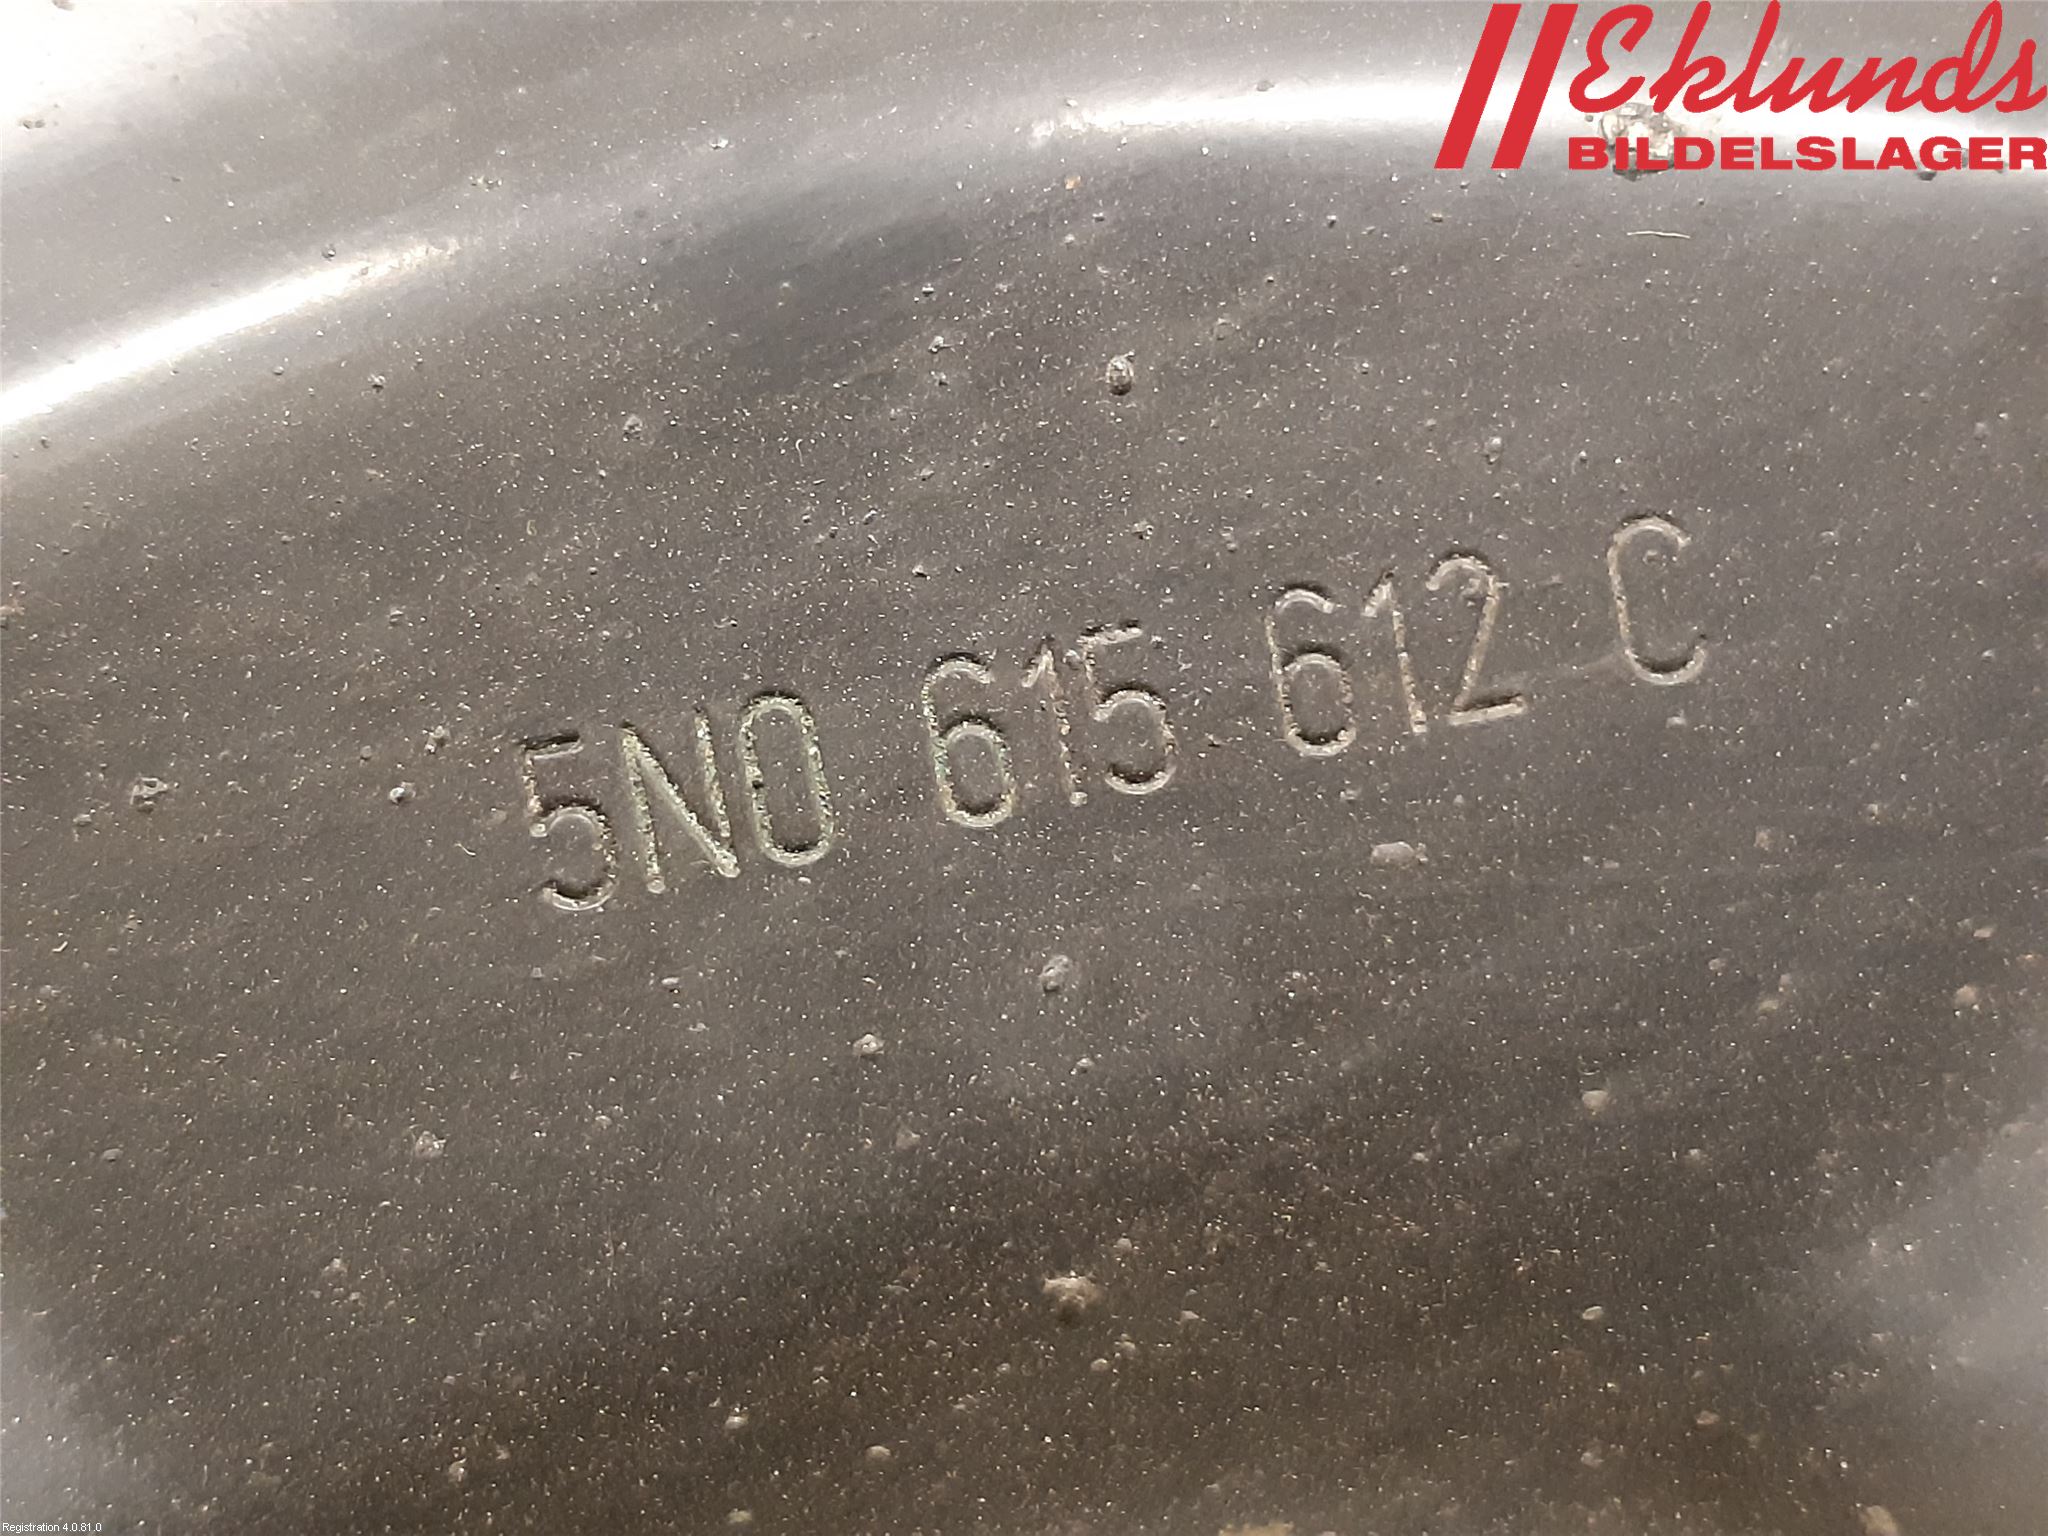 Eklunds
BILDELSLAGER
5N0 615 612 C
Registration 4.0.81.0